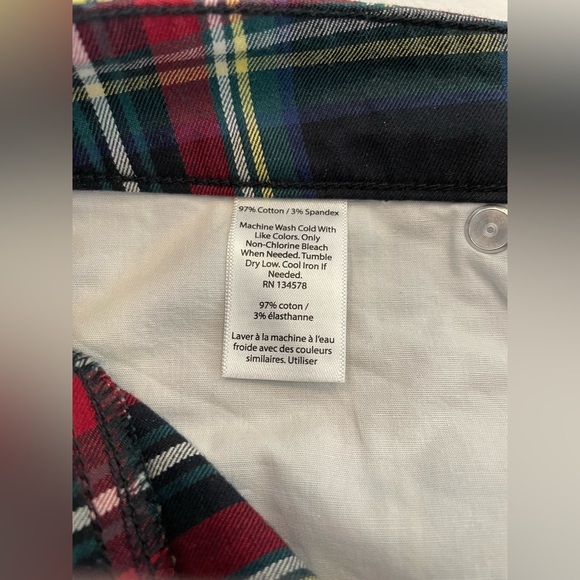 97% Cotton / 3% Spandex
Machine Wash Cold With
Like Colors. Only
Non-Chlorine Bleach
When Needed. Tumble
Dry Low. Cool Iron If
Needed.
RN 134578
97% coton /
3% élasthanne
Laver à la machine à l'eau
froide avec des couleurs
similaires. Utiliser